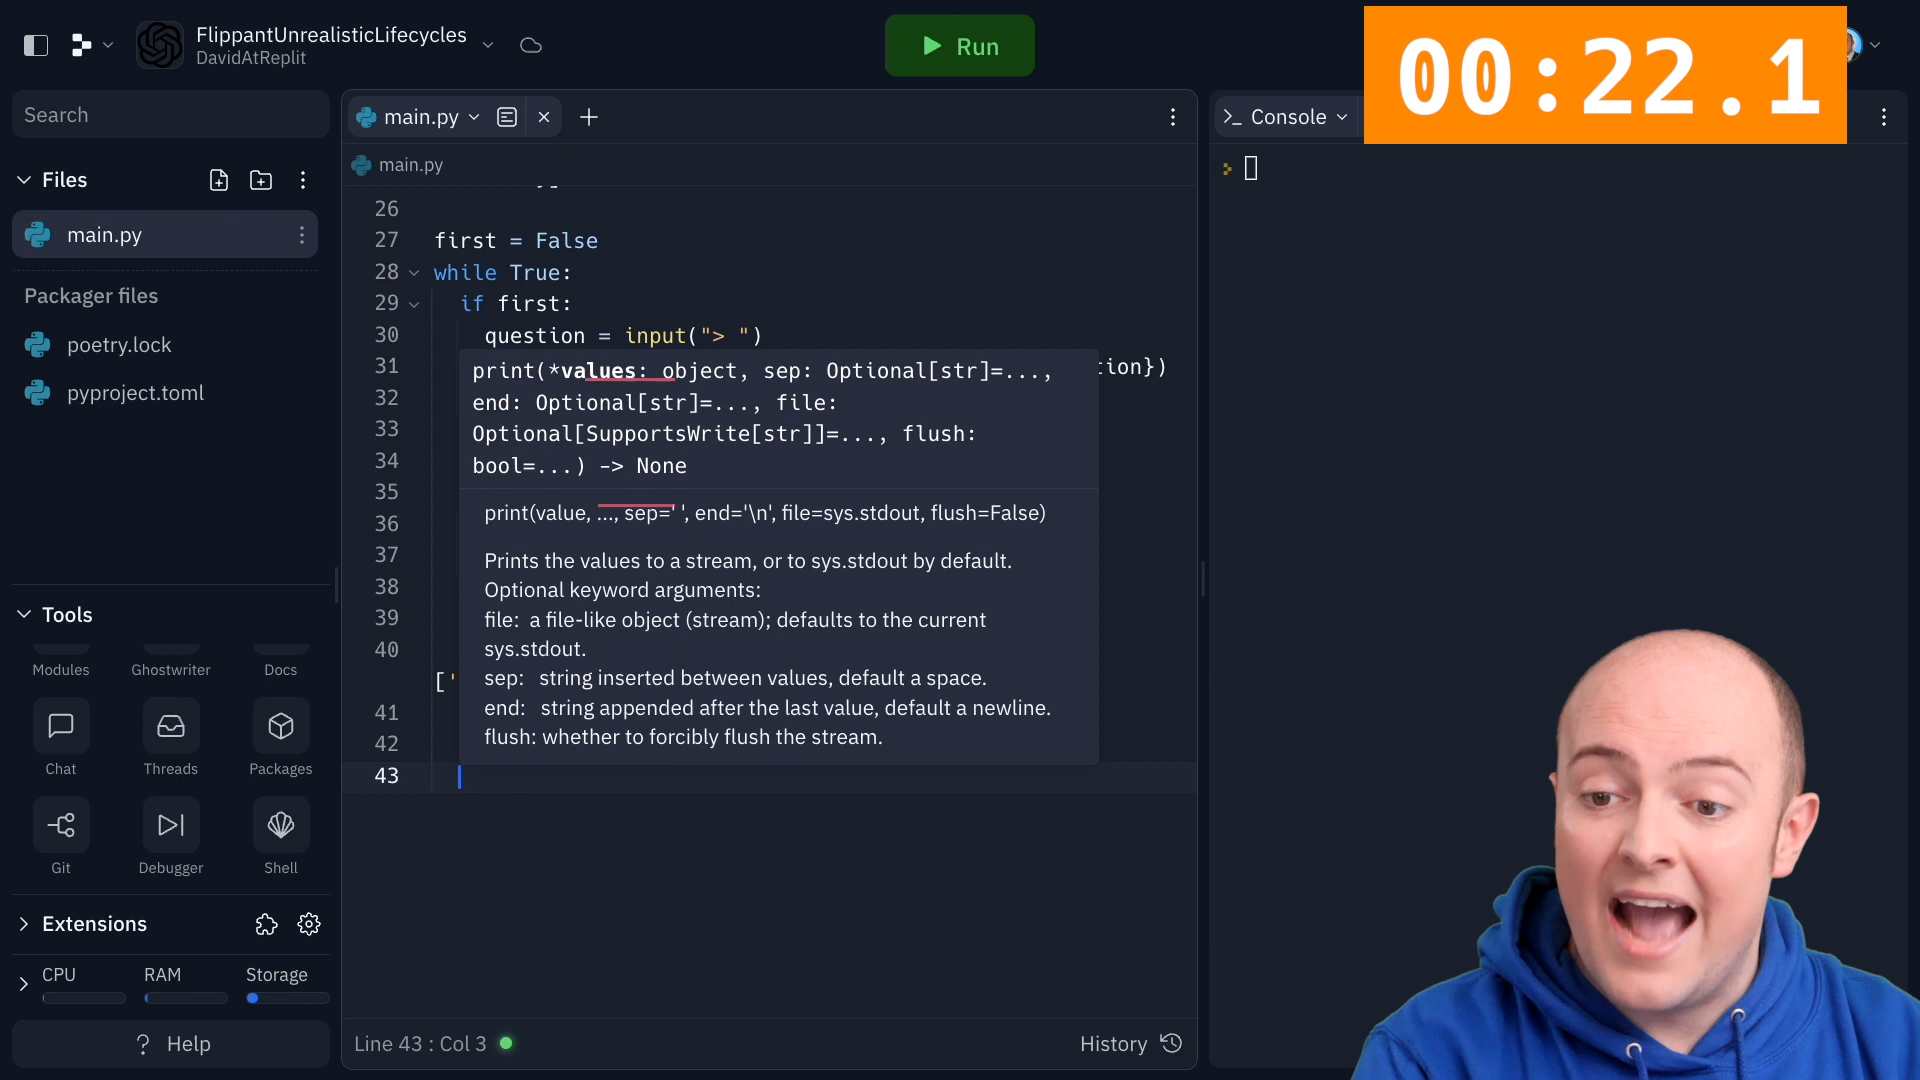 FlippantUnrealisticLifecycles
DavidAtReplit
Run
00:22.1
Search
Files
main.py
Packager files
poetry.lock
pyproject.toml
Tools
Modules
Ghostwriter
Docs
Chat
Threads
Packages
Git
Debugger
Shell
Extensions
CPU
RAM
Storage
? Help
main.py
main.py
26
27 first = False
28 while True:
29 if first:
30 question = input("> ")
31 tion})
32
33
34
35
36
37
38
39
40
['
41
42
43
print(*values: object, sep: Optional[str]=...,
end: Optional[str]=..., file:
Optional[SupportsWrite[str]]=..., flush:
bool=...) -> None
print(value, ..., sep=' ', end='\n', file=sys.stdout, flush=False)
Prints the values to a stream, or to sys.stdout by default.
Optional keyword arguments:
file: a file-like object (stream); defaults to the current
sys.stdout.
sep: string inserted between values, default a space.
end: string appended after the last value, default a newline.
flush: whether to forcibly flush the stream.
Line 43 : Col 3
History
>_ Console